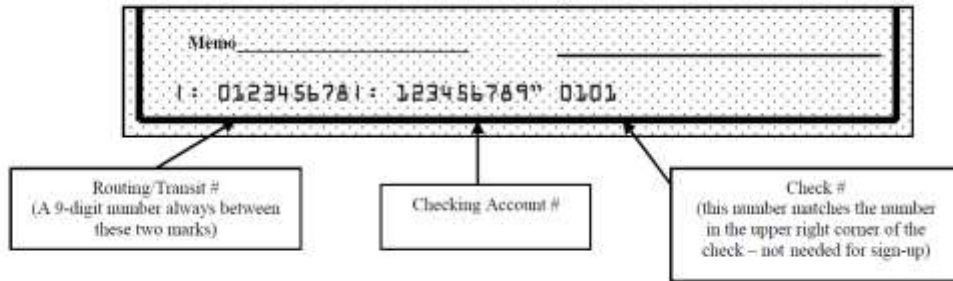 Memo
|: 012345678|: 123456789" 0101
Routing/Transit #
(A 9-digit number always between
these two marks)
Checking Account #
Check #
(this number matches the number
in the upper right corner of the
check – not needed for sign-up)